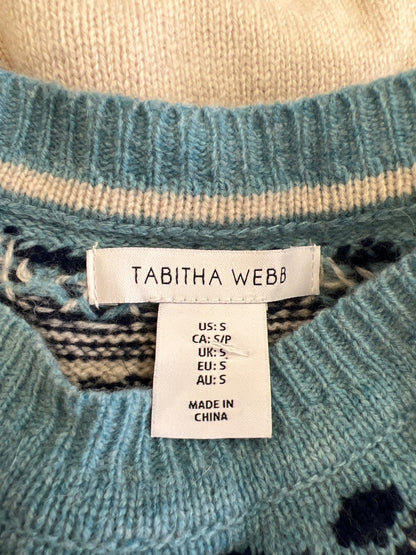 TABITHA WEBB
US: S
CA: S/P
UK: S
EU: S
AU: S
MADE IN
CHINA